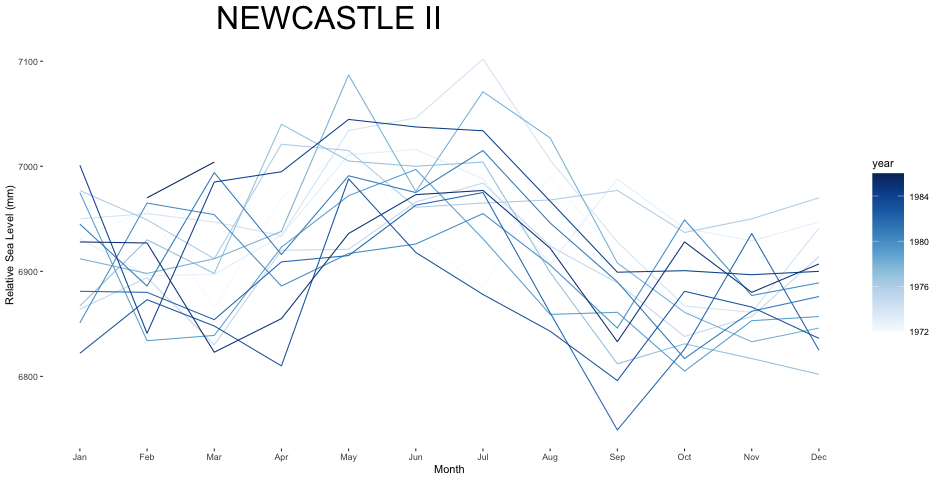 NEWCASTLE II
7100
7000
6900
6800
Relative Sea Level (mm)
Jan Feb Mar Apr May Jun Jul Aug Sep Oct Nov Dec
Month
year
1984
1980
1976
1972